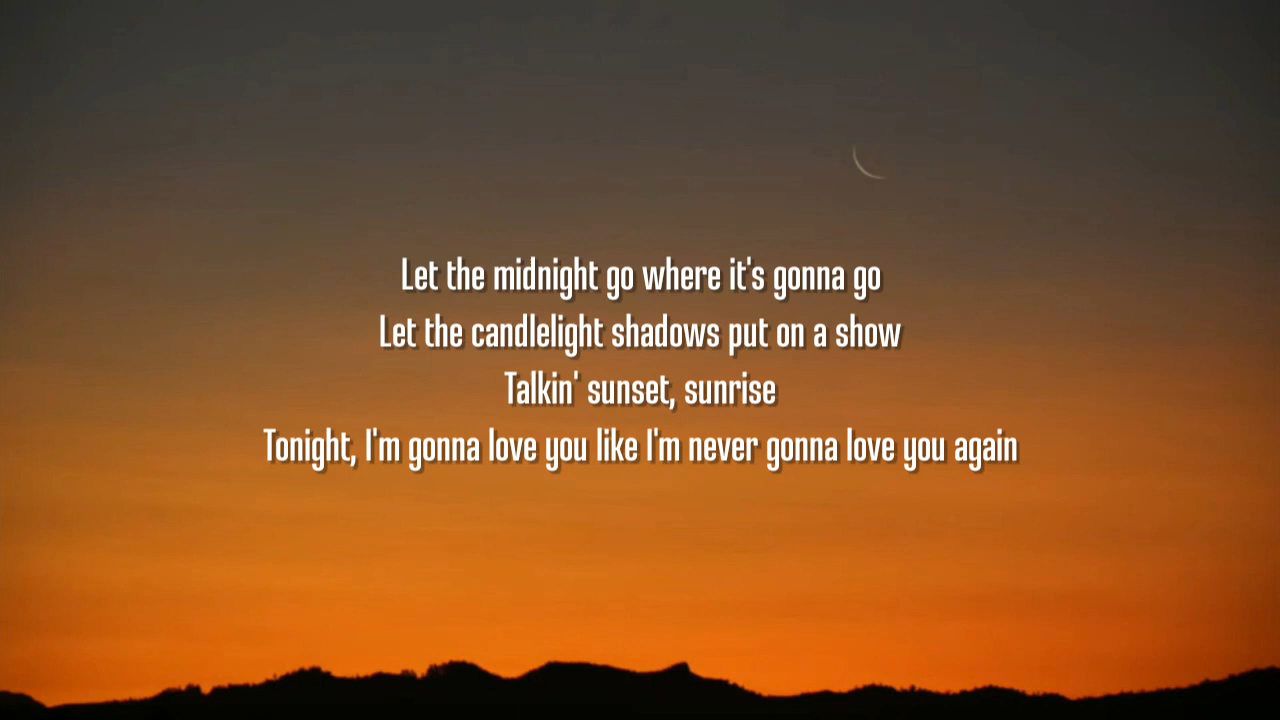 Let the midnight go where it's gonna go
Let the candlelight shadows put on a show
Talkin' sunset, sunrise
Tonight, I'm gonna love you like I'm never gonna love you again